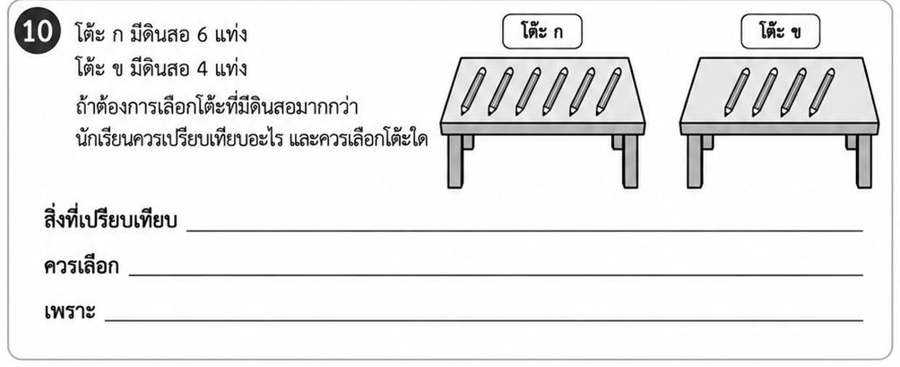 10
โต๊ะ ก มีดินสอ 6 แท่ง
โต๊ะ ข มีดินสอ 4 แท่ง
ถ้าต้องการเลือกโต๊ะที่มีดินสอมากกว่า
นักเรียนควรเปรียบเทียบอะไร และควรเลือกโต๊ะใด
โต๊ะ ก
โต๊ะ ข
สิ่งที่เปรียบเทียบ
ควรเลือก
เพราะ